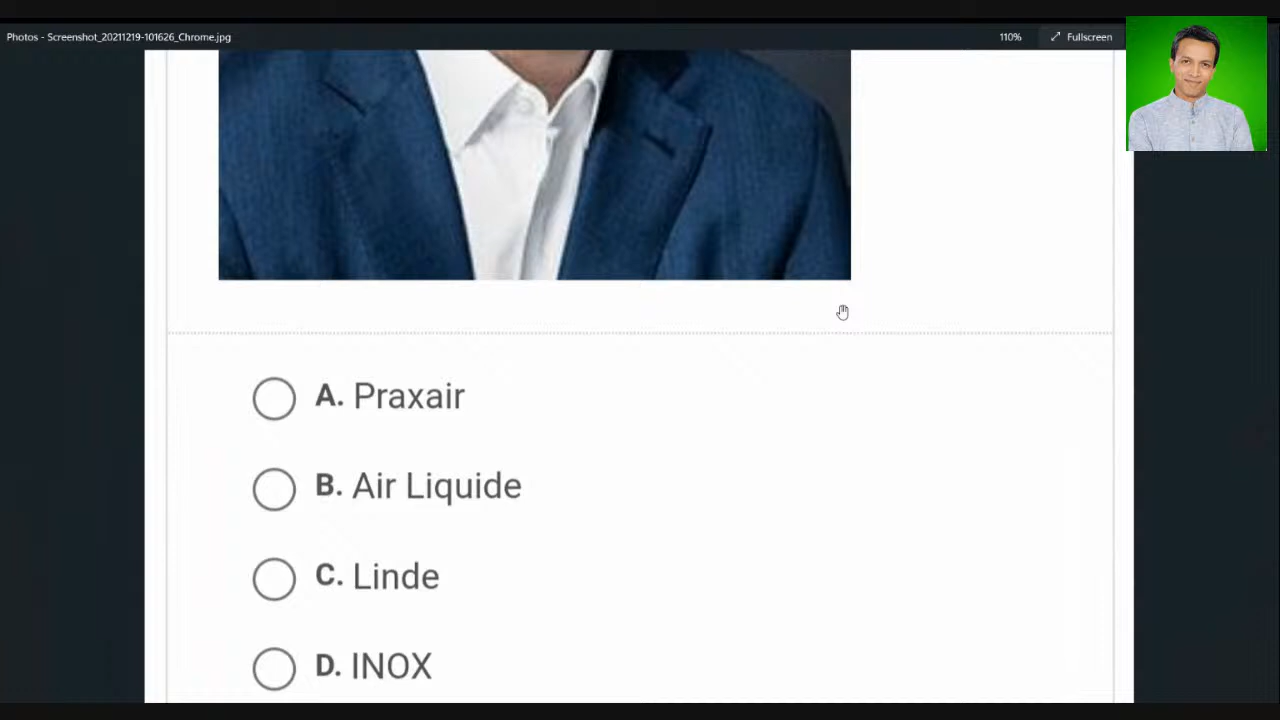 Photos - Screenshot_20211219-101626_Chrome.jpg
110%
Fullscreen
A. Praxair
B. Air Liquide
C. Linde
D. INOX